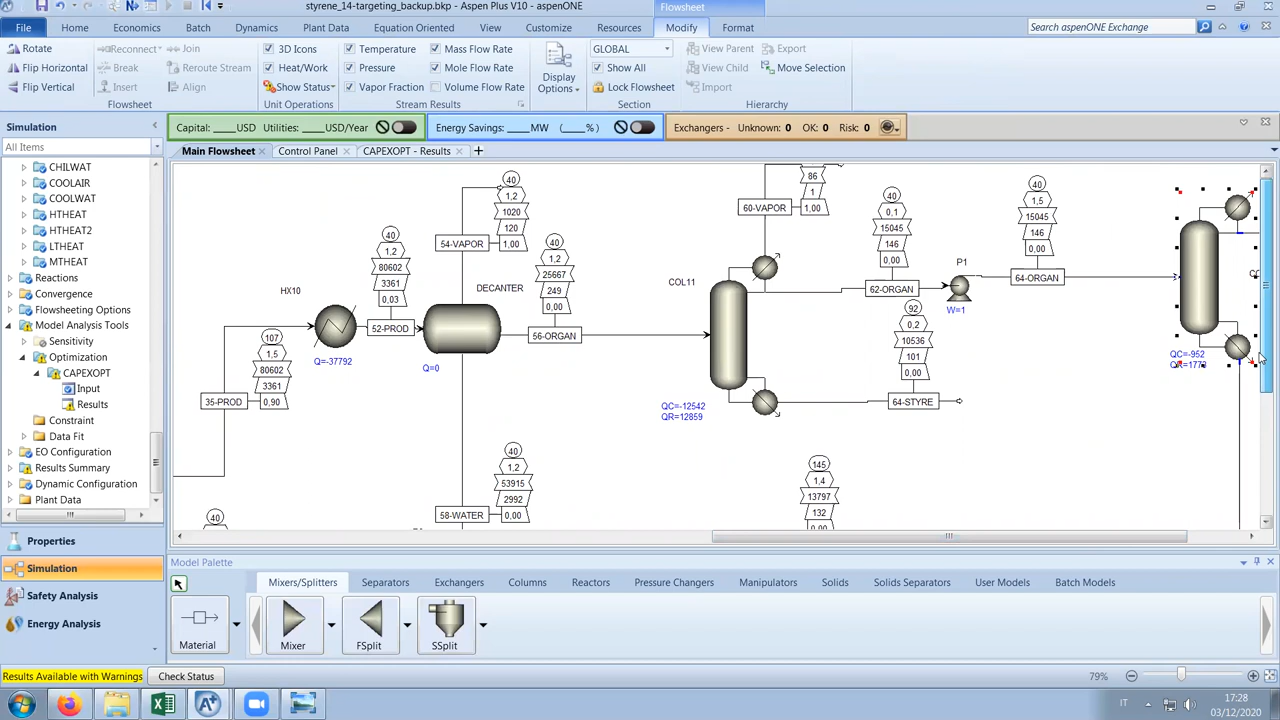 styrene_14-targeting_backup.bkp - Aspen Plus V10 - aspenONE
Flowsheet
File Home Economics Batch Dynamics Plant Data Equation Oriented View Customize Resources Modify Format
Search aspenONE Exchange
Rotate
Flip Horizontal
Flip Vertical
Reconnect
Break
Insert
Join
Reroute Stream
Align
Flowsheet
3D Icons
Heat/Work
Show Status
Unit Operations
Temperature
Pressure
Vapor Fraction
Mass Flow Rate
Mole Flow Rate
Volume Flow Rate
Stream Results
Display
Options
GLOBAL
Show All
Lock Flowsheet
Section
View Parent
View Child
Import
Export
Move Selection
Hierarchy
Simulation
All Items
Capital: ____USD Utilities: ____USD/Year
Energy Savings: ____MW (____%)
Exchangers - Unknown: 0 OK: 0 Risk: 0
Main Flowsheet
Control Panel
CAPEXOPT - Results
CHILWAT
COOLAIR
COOLWAT
HTHEAT
HTHEAT2
LTHEAT
MTHEAT
Reactions
Convergence
Flowsheeting Options
Model Analysis Tools
Sensitivity
Optimization
CAPEXOPT
Input
Results
Constraint
Data Fit
EO Configuration
Results Summary
Dynamic Configuration
Plant Data
Properties
Simulation
Safety Analysis
Energy Analysis
35-PROD
107
1,5
80602
3361
0,90
HX10
Q=-37792
40
1,2
80602
3361
0,03
52-PROD
DECANTER
Q=0
54-VAPOR
40
1,2
1020
120
1,00
40
1,2
25667
249
0,00
56-ORGAN
40
1,2
53915
2992
0,00
58-WATER
40
COL11
QC=-12542
QR=12859
60-VAPOR
86
1
1,00
40
0,1
15045
146
0,00
62-ORGAN
92
0,2
10536
101
0,00
64-STYRE
P1
W=1
40
1,5
15045
146
0,00
64-ORGAN
QC=-952
QR=1773
145
1,4
13797
132
0,00
Model Palette
Mixers/Splitters Separators Exchangers Columns Reactors Pressure Changers Manipulators Solids Solids Separators User Models Batch Models
Material
Mixer
FSplit
SSplit
Results Available with Warnings
Check Status
79%
IT
17:28
03/12/2020